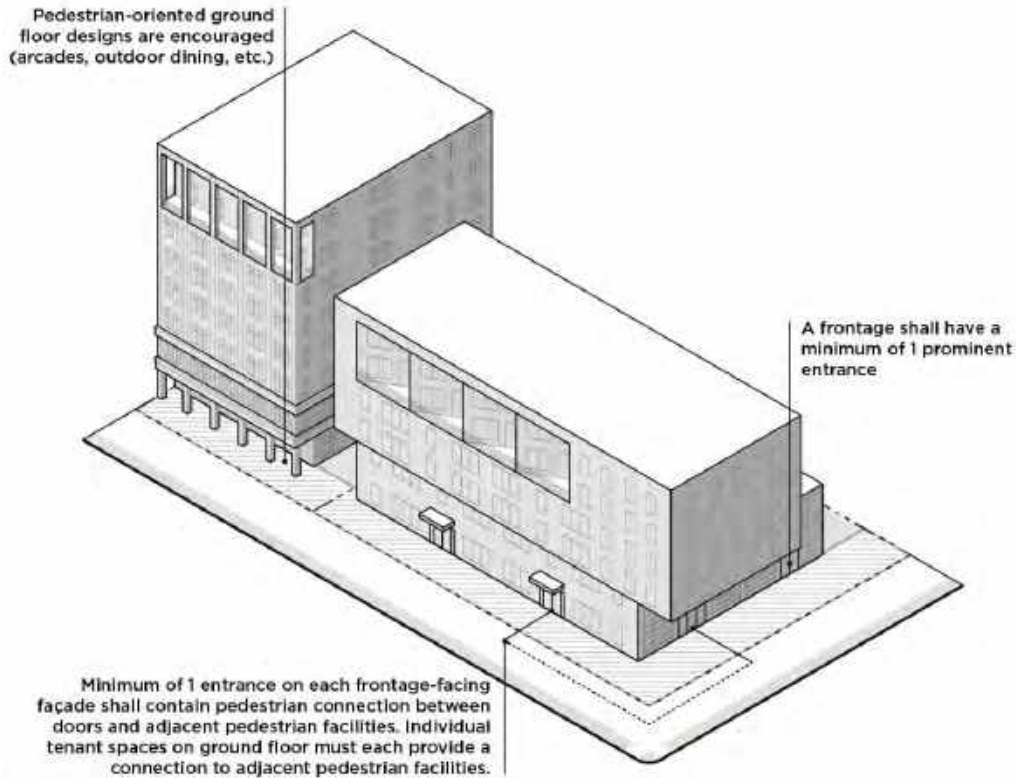 Pedestrian-oriented ground
floor designs are encouraged
(arcades, outdoor dining, etc.)
A frontage shall have a
minimum of 1 prominent
entrance
Minimum of 1 entrance on each frontage-facing
façade shall contain pedestrian connection between
doors and adjacent pedestrian facilities. Individual
tenant spaces on ground floor must each provide a
connection to adjacent pedestrian facilities.